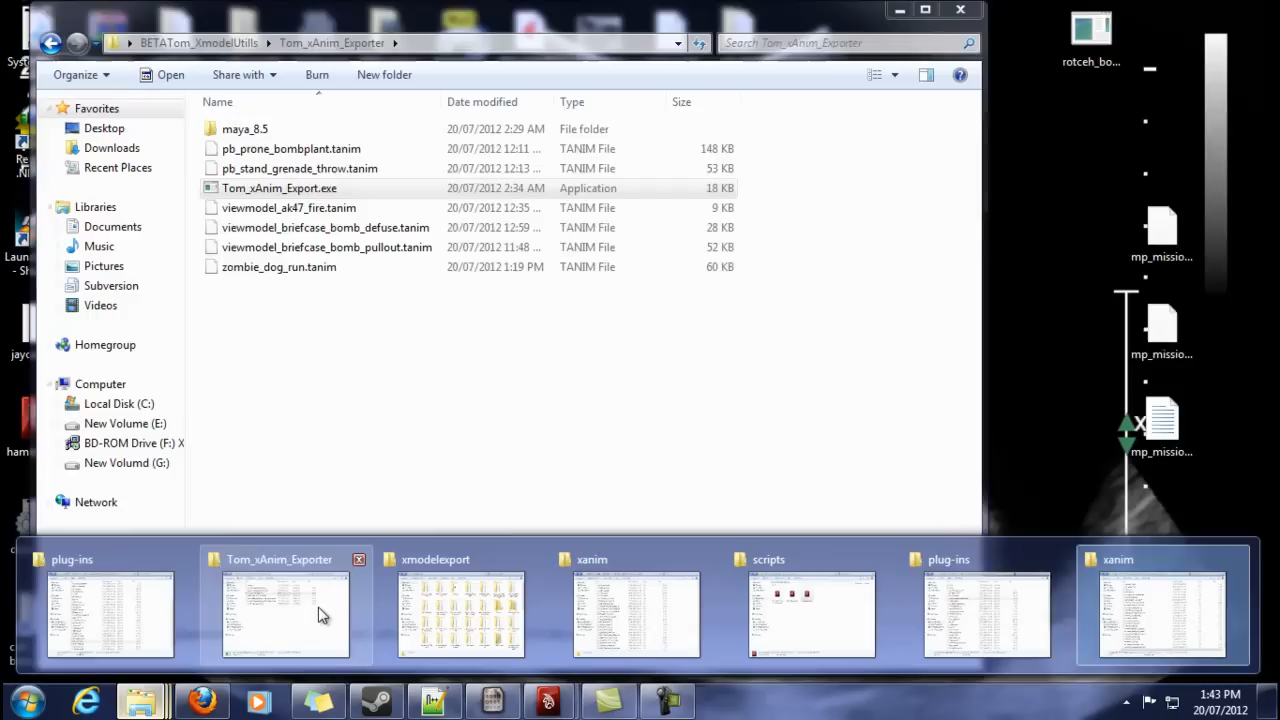 BETATom_XmodelUtills
Tom_xAnim_Exporter
Search Tom_xAnim_Exporter
Organize
Open
Share with
Burn
New folder
Name
Date modified
Type
Size
maya_8.5
20/07/2012 2:29 AM
File folder
pb_prone_bombplant.tanim
20/07/2012 12:11 ...
TANIM File
148 KB
pb_stand_grenade_throw.tanim
20/07/2012 12:13 ...
TANIM File
53 KB
Tom_xAnim_Export.exe
20/07/2012 2:34 AM
Application
18 KB
viewmodel_ak47_fire.tanim
20/07/2012 12:35 ...
TANIM File
9 KB
viewmodel_briefcase_bomb_defuse.tanim
20/07/2012 12:59 ...
TANIM File
28 KB
viewmodel_briefcase_bomb_pullout.tanim
20/07/2012 11:48 ...
TANIM File
52 KB
zombie_dog_run.tanim
20/07/2012 1:19 PM
TANIM File
60 KB
Favorites
Desktop
Downloads
Recent Places
Libraries
Documents
Music
Pictures
Subversion
Videos
Homegroup
Computer
Local Disk (C:)
New Volume (E:)
BD-ROM Drive (F:) X
New Volumd (G:)
Network
rotceh_bo...
mp_missio...
mp_missio...
X
mp_missio...
plug-ins
Tom_xAnim_Exporter
xmodelexport
xanim
scripts
plug-ins
xanim
1:43 PM
20/07/2012